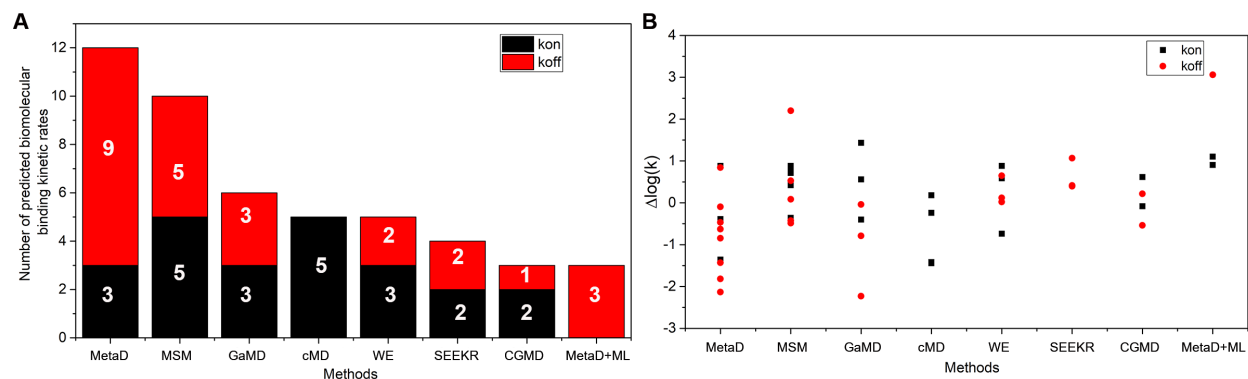 A
Number of predicted biomolecular
binding kinetic rates
12
10
8
6
4
2
0
kon
koff
9
3
5
5
3
3
5
2
3
2
2
1
2
3
MetaD MSM GaMD cMD WE SEEKR CGMD MetaD+ML
Methods
B
Δlog(k)
4
3
2
1
0
-1
-2
-3
kon
koff
MetaD MSM GaMD cMD WE SEEKR CGMD MetaD+ML
Methods